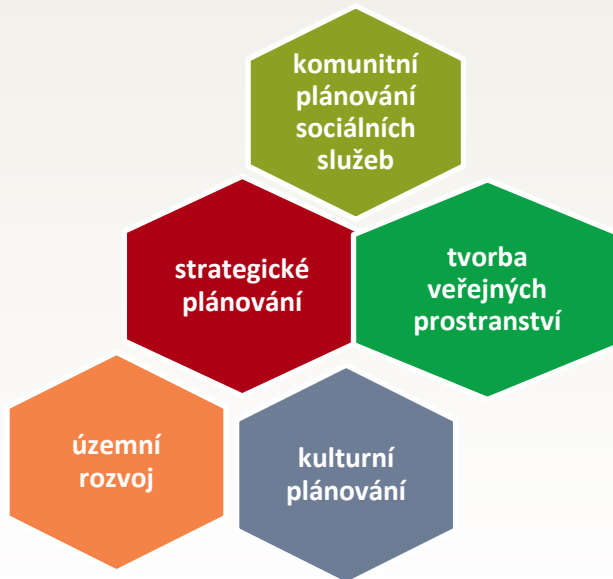 komunitní
plánování
sociálních
služeb
strategické
plánování
tvorba
veřejných
prostranství
územní
rozvoj
kulturní
plánování